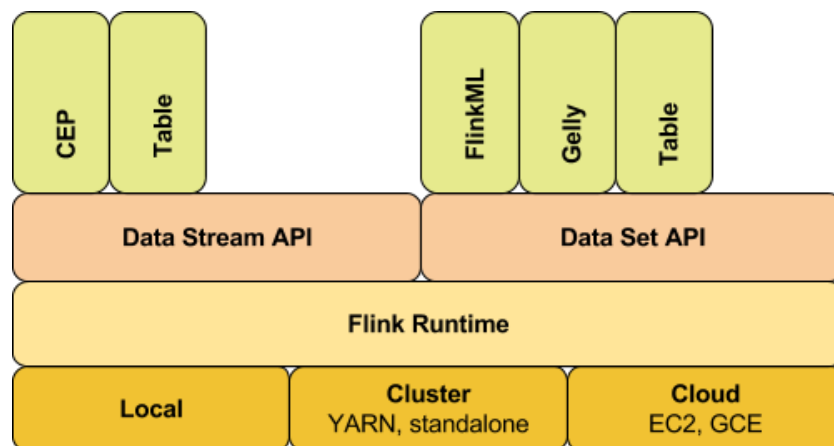 CEP
Table
FlinkML
Gelly
Table
Data Stream API
Data Set API
Flink Runtime
Local
Cluster
YARN, standalone
Cloud
EC2, GCE